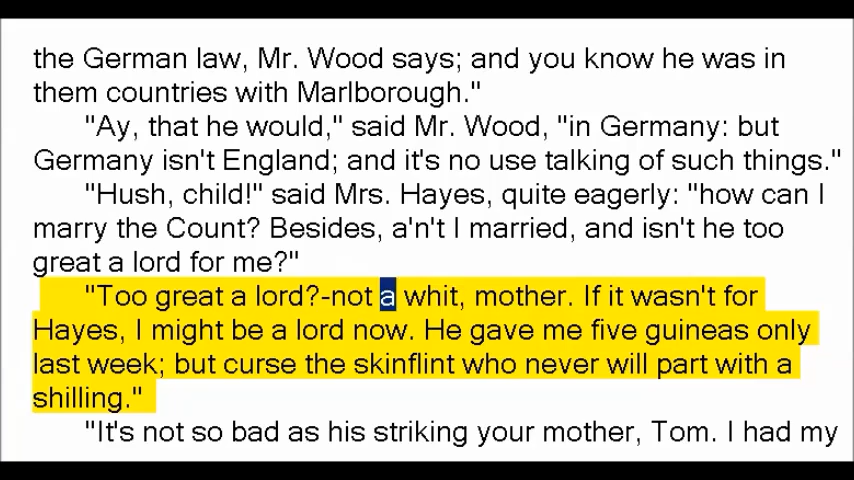 the German law, Mr. Wood says; and you know he was in
them countries with Marlborough."
"Ay, that he would," said Mr. Wood, "in Germany: but
Germany isn't England; and it's no use talking of such things."
"Hush, child!" said Mrs. Hayes, quite eagerly: "how can I
marry the Count? Besides, a'n't I married, and isn't he too
great a lord for me?"
"Too great a lord?-not a whit, mother. If it wasn't for
Hayes, I might be a lord now. He gave me five guineas only
last week; but curse the skinflint who never will part with a
shilling."
"It's not so bad as his striking your mother, Tom. I had my